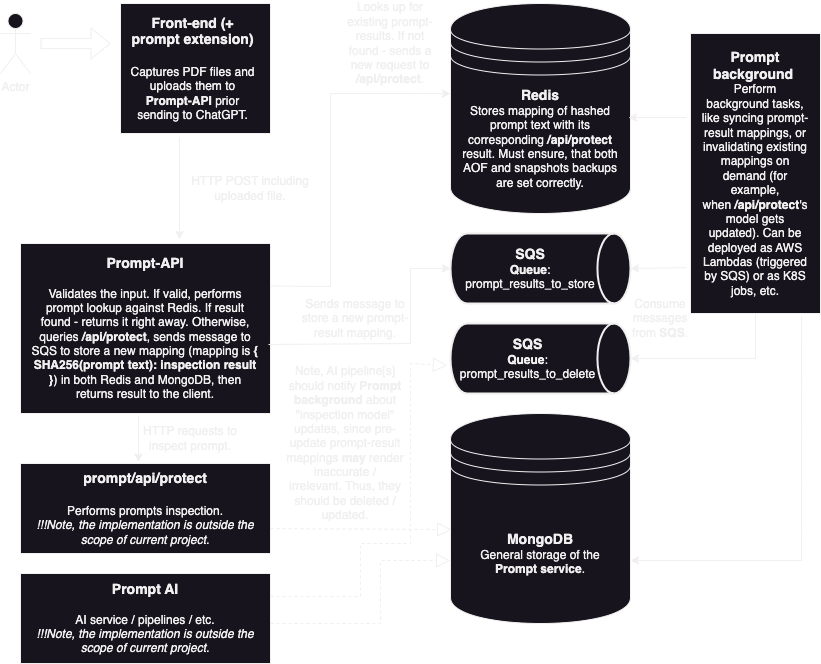 Actor
Front-end (+
prompt extension)
Captures PDF files and
uploads them to
Prompt-API prior
sending to ChatGPT.
Looks up for
existing prompt-
results. If not
found - sends a
new request to
/api/protect.
Redis
Stores mapping of hashed
prompt text with its
corresponding /api/protect
result. Must ensure, that both
AOF and snapshots backups
are set correctly.
Prompt
background
Perform
background tasks,
like syncing prompt-
result mappings, or
invalidating existing
mappings on
demand (for
example,
when /api/protect's
model gets
updated). Can be
deployed as AWS
Lambdas (triggered
by SQS) or as K8S
jobs, etc.
HTTP POST including
uploaded file.
Prompt-API
Validates the input. If valid, performs
prompt lookup against Redis. If result
found - returns it right away. Otherwise,
queries /api/protect, sends message to
SQS to store a new mapping (mapping is {
SHA256(prompt text): inspection result
}) in both Redis and MongoDB, then
returns result to the client.
SQS
Queue:
prompt_results_to_store
Sends message to
store a new prompt-
result mapping.
Consume
messages
from SQS.
SQS
Queue:
prompt_results_to_delete
Note, AI pipeline[s)
should notify Prompt
background about
"inspection model"
updates, since pre-
update prompt-result
mappings may render
inaccurate /
irrelevant. Thus, they
should be deleted /
updated.
HTTP requests to
inspect prompt.
prompt/api/protect
Performs prompts inspection.
!!!Note, the implementation is outside the
scope of current project.
MongoDB
General storage of the
Prompt service.
Prompt AI
AI service / pipelines / etc.
!!!Note, the implementation is outside the
scope of current project.